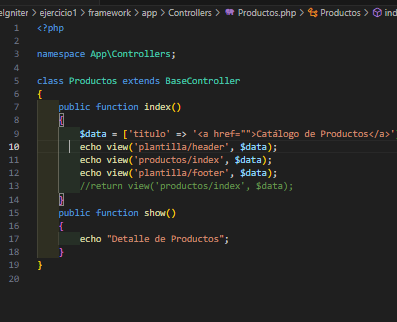 eIgniter > ejercicio1 > framework > app > Controllers > Productos.php > Productos > ind
1 <?php
2
3 namespace App\Controllers;
4
5 class Productos extends BaseController
6 {
7 public function index()
8 {
9 $data = ['titulo' => '<a href="">Catálogo de Productos</a>'
10 echo view('plantilla/header', $data);
11 echo view('productos/index', $data);
12 echo view('plantilla/footer', $data);
13 //return view('productos/index', $data);
14 }
15 public function show()
16 {
17 echo "Detalle de Productos";
18 }
19 }
20